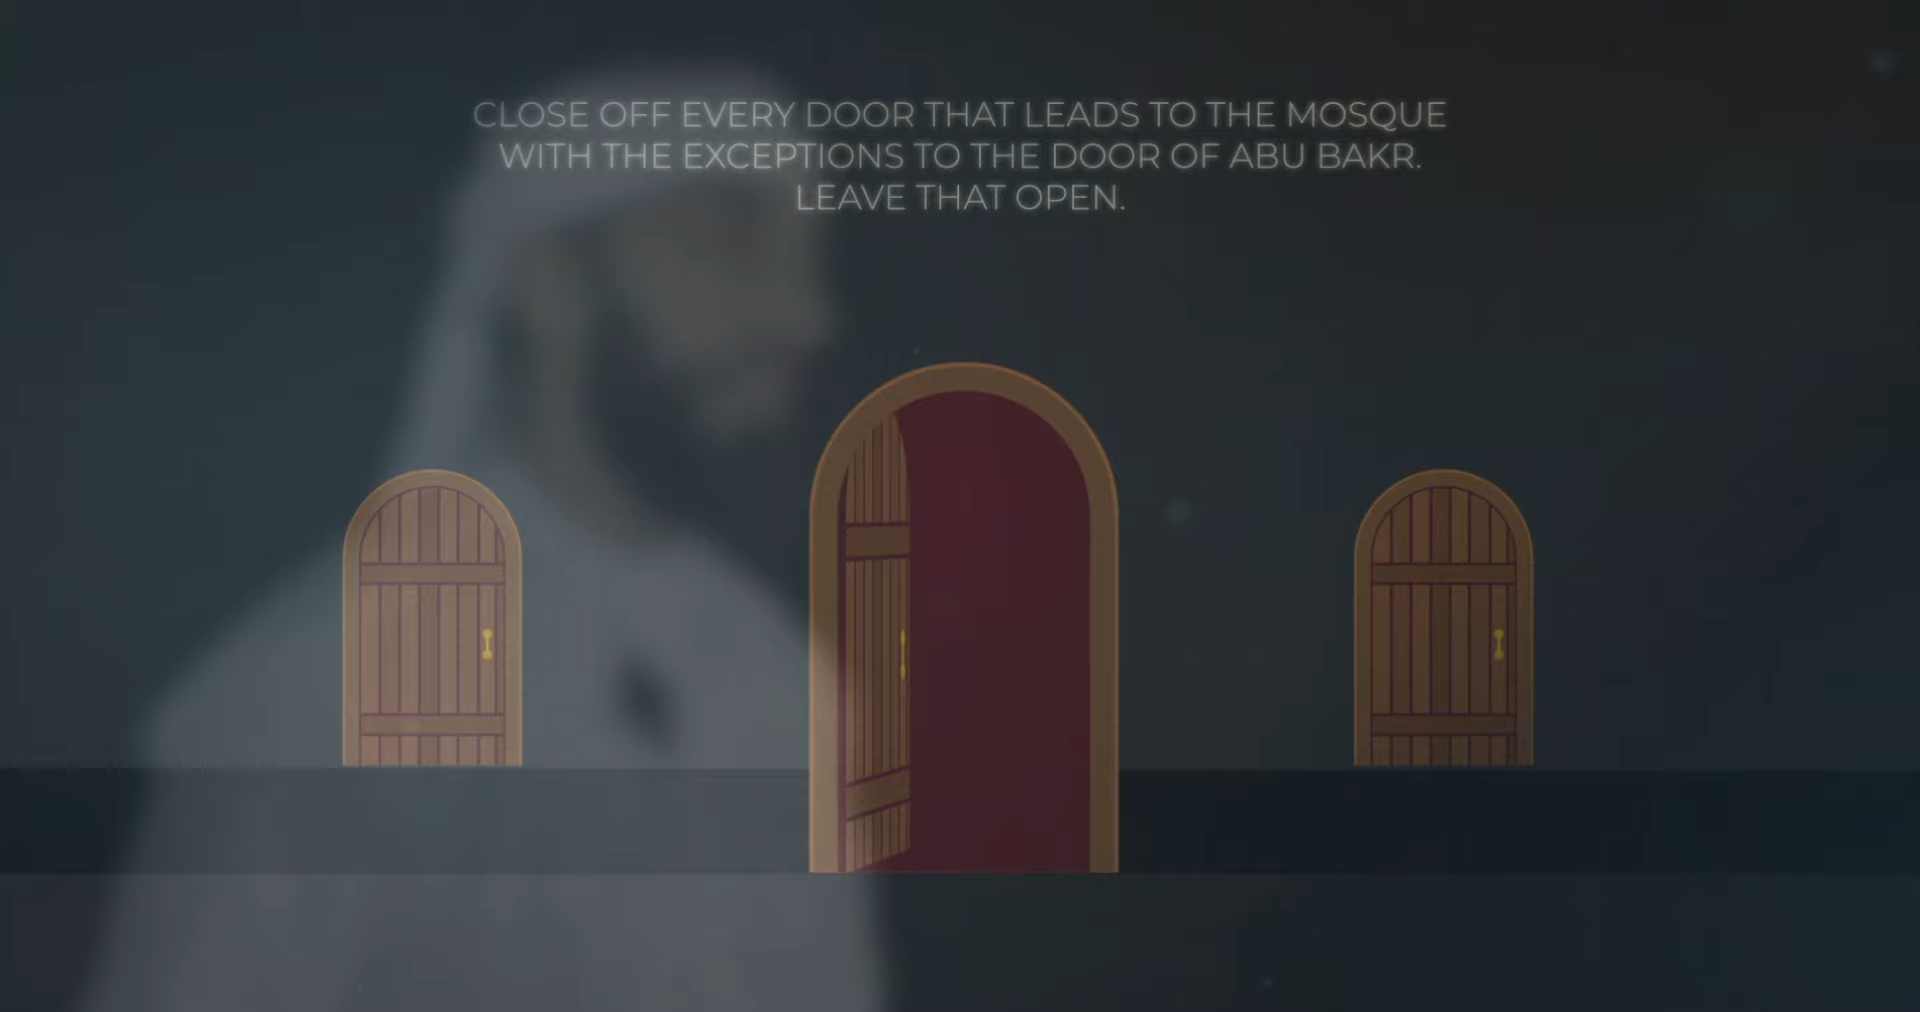 CLOSE OFF EVERY DOOR THAT LEADS TO THE MOSQUE
WITH THE EXCEPTIONS TO THE DOOR OF ABU BAKR.
LEAVE THAT OPEN.